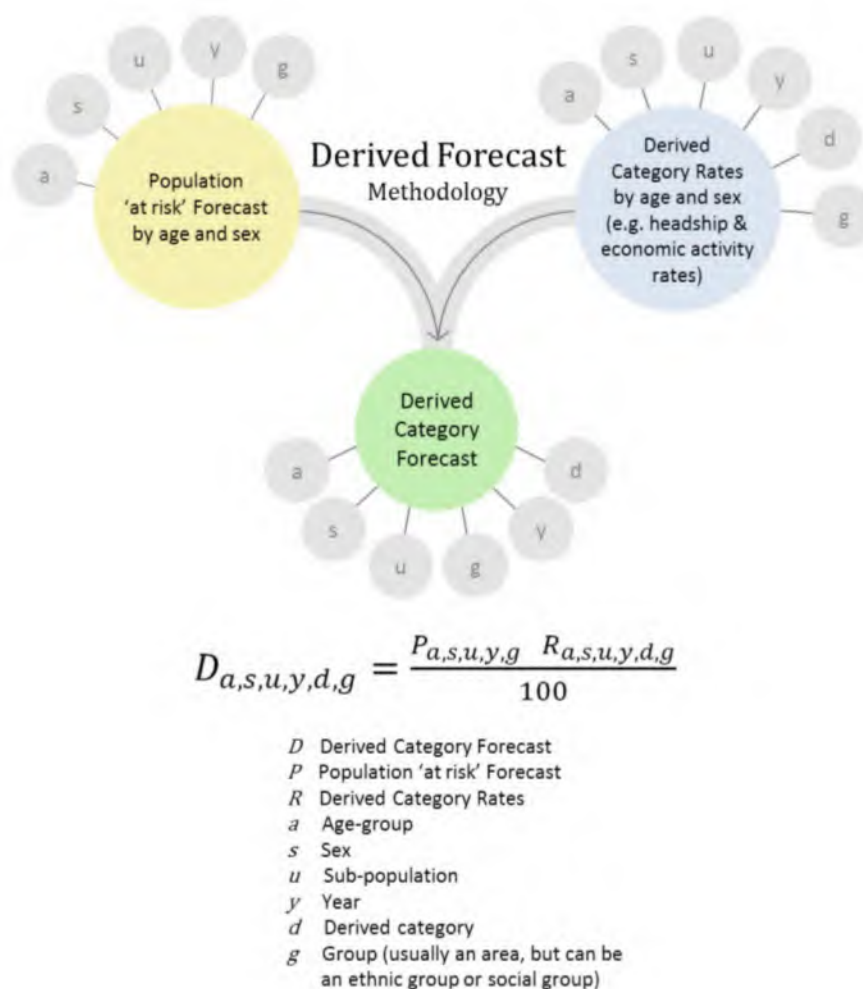 a
s
u
y
g
Population
‘at risk’ Forecast
by age and sex
Derived Forecast
Methodology
a
s
u
y
d
g
Derived
Category Rates
by age and sex
(e.g. headship &
economic activity
rates)
Derived
Category
Forecast
a
s
u
g
y
d
D_{a,s,u,y,d,g} = \frac{P_{a,s,u,y,g} R_{a,s,u,y,d,g}}{100}
D Derived Category Forecast
P Population ‘at risk’ Forecast
R Derived Category Rates
a Age-group
s Sex
u Sub-population
y Year
d Derived category
g Group (usually an area, but can be
an ethnic group or social group)